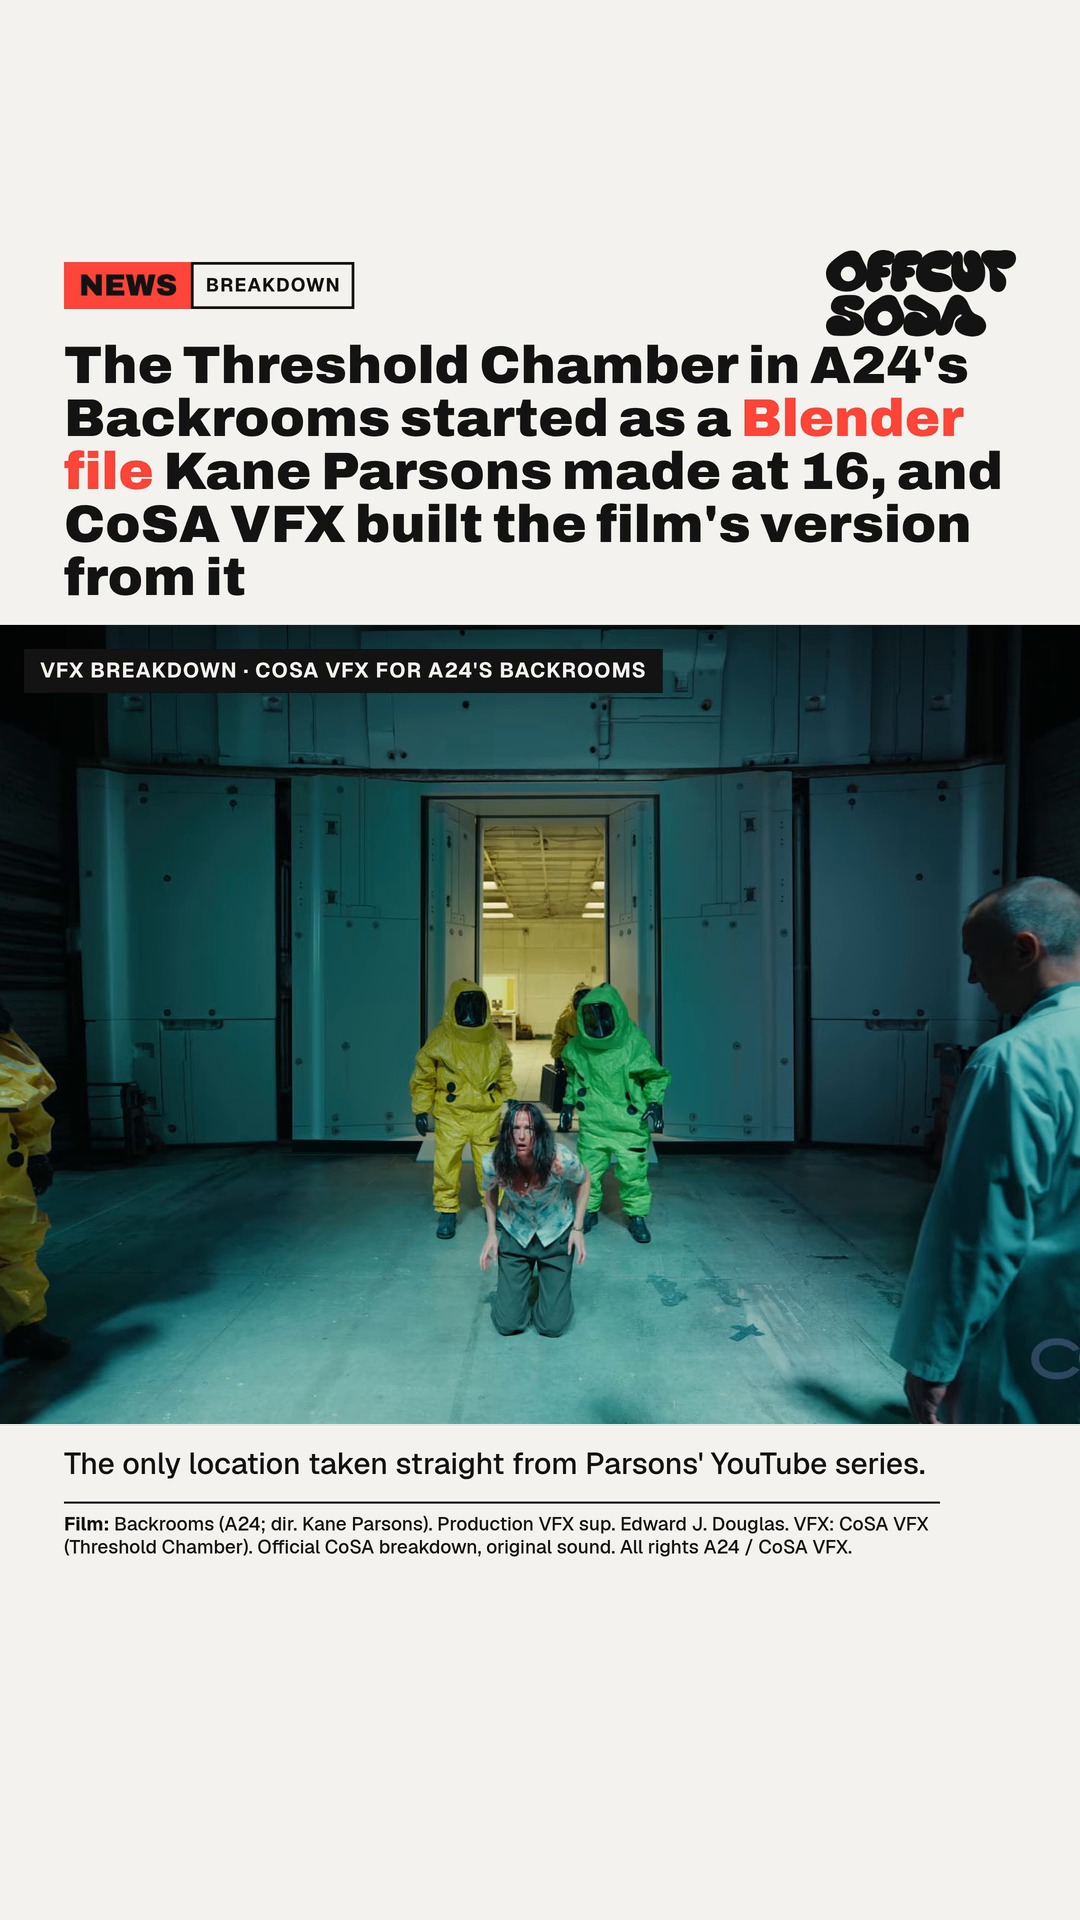 NEWS
BREAKDOWN
OFFCUT
SODA
The Threshold Chamber in A24's
Backrooms started as a Blender
file Kane Parsons made at 16, and
CoSA VFX built the film's version
from it
VFX BREAKDOWN · COSA VFX FOR A24'S BACKROOMS
The only location taken straight from Parsons' YouTube series.
Film: Backrooms (A24; dir. Kane Parsons). Production VFX sup. Edward J. Douglas. VFX: CoSA VFX
(Threshold Chamber). Official CoSA breakdown, original sound. All rights A24 / CoSA VFX.